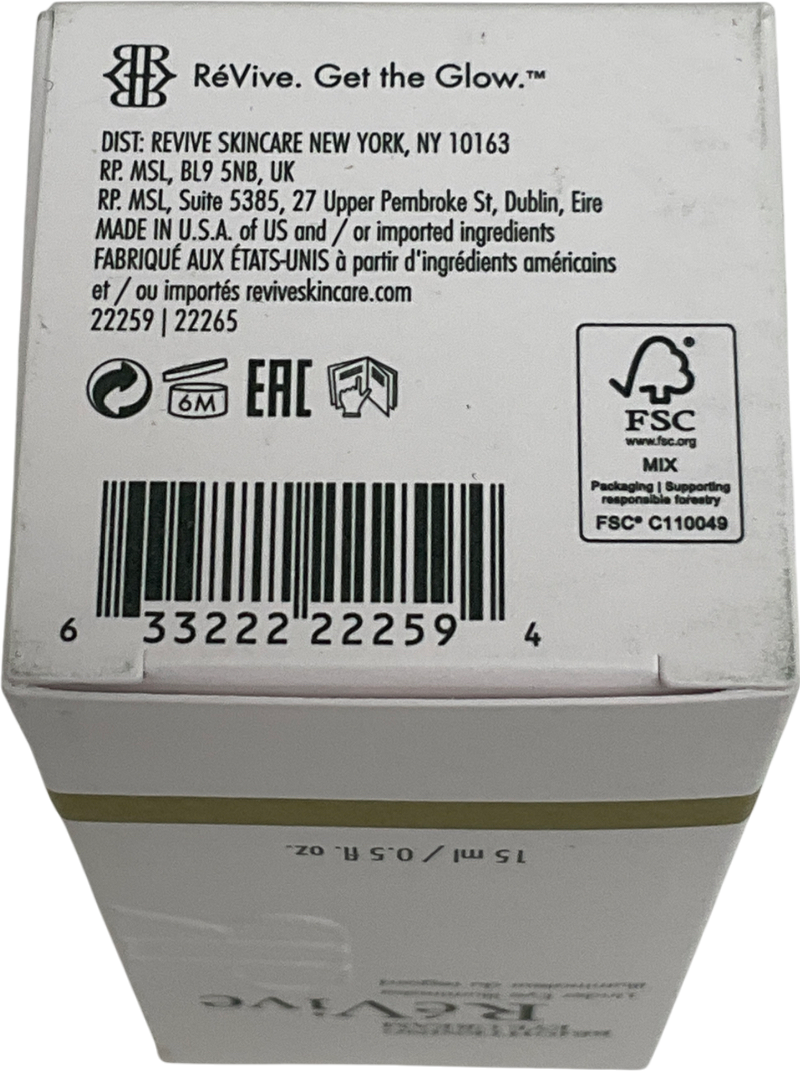 RéVive. Get the Glow.™
DIST: REVIVE SKINCARE NEW YORK, NY 10163
RP. MSL, BL9 5NB, UK
RP. MSL, Suite 5385, 27 Upper Pembroke St, Dublin, Eire
MADE IN U.S.A. of US and / or imported ingredients
FABRIQUÉ AUX ÉTATS-UNIS à partir d'ingrédients américains
et / ou importés reviveskincare.com
22259 | 22265
6M
EAC
FSC
www.fsc.org
MIX
Packaging | Supporting
responsible forestry
FSC® C110049
6 33222 22259 4
15 ml / 0.5 fl. oz.
RéVive